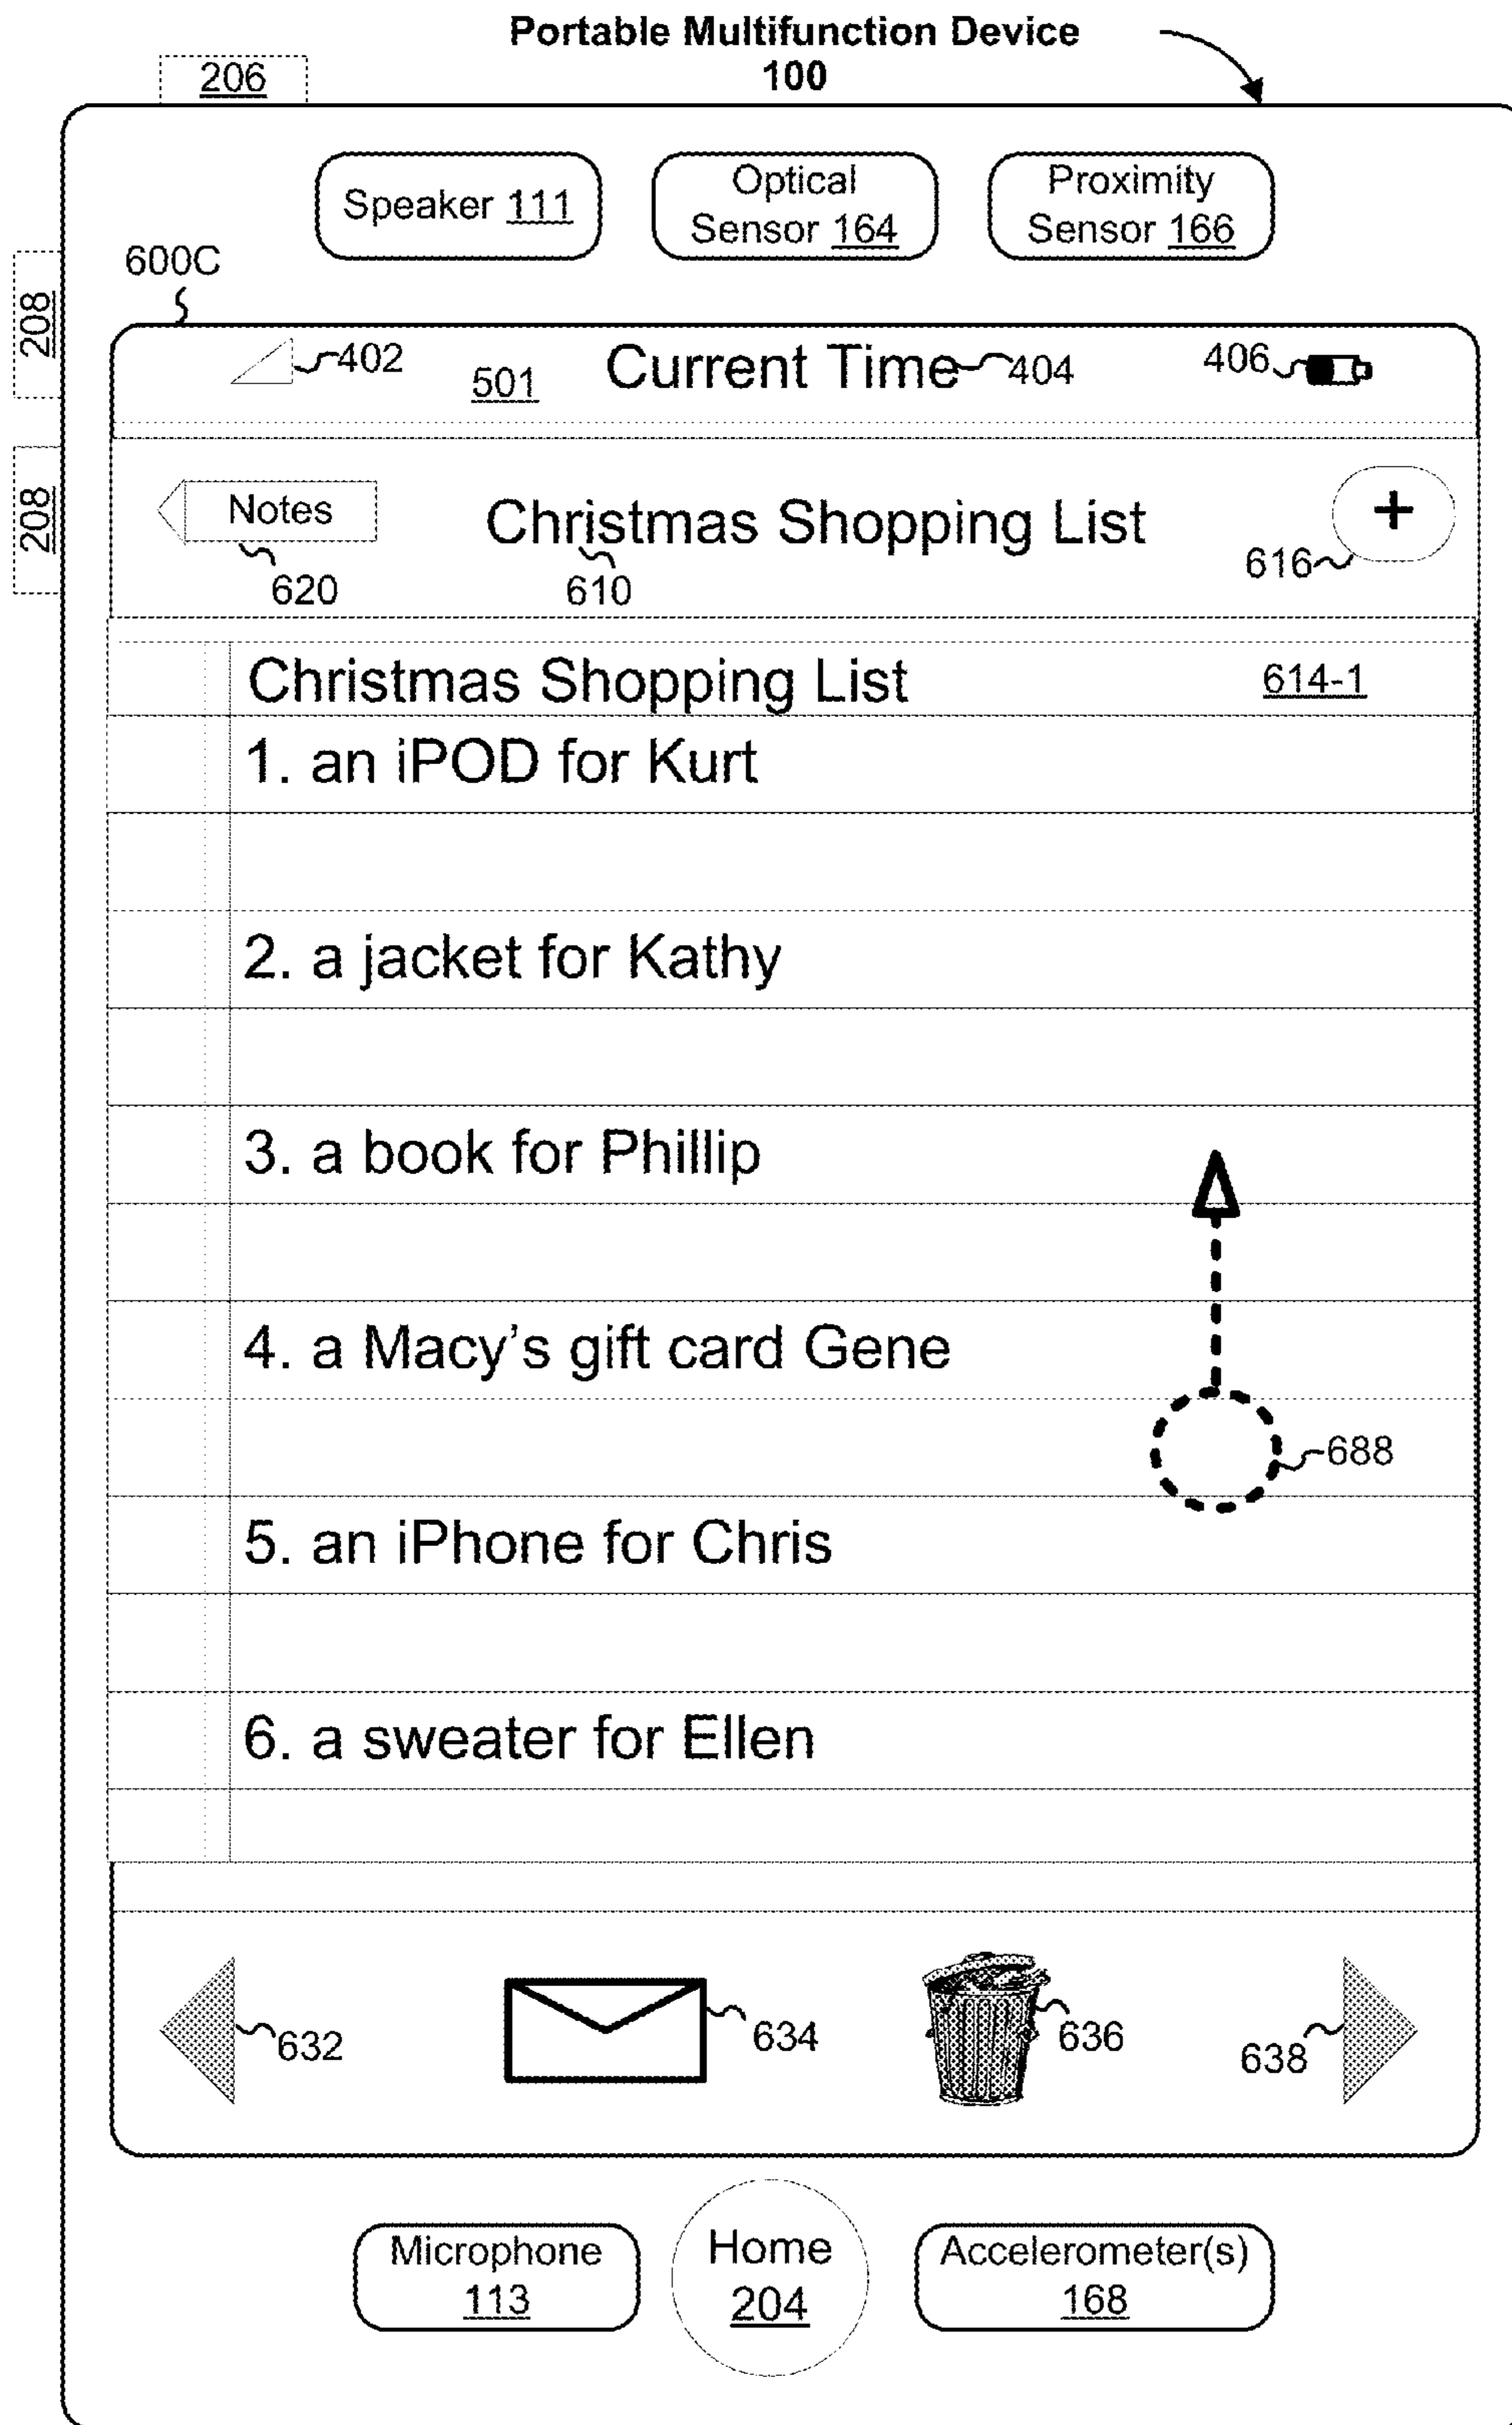 Portable Multifunction Device
100
206
Speaker 111
Optical
Sensor 164
Proximity
Sensor 166
600C
208
402
501
Current Time
404
406
208
Notes
Christmas Shopping List
+
620
610
616
Christmas Shopping List
614-1
1. an iPOD for Kurt
2. a jacket for Kathy
3. a book for Phillip
4. a Macy's gift card Gene
688
5. an iPhone for Chris
6. a sweater for Ellen
632
634
636
638
Microphone
113
Home
204
Accelerometer(s)
168